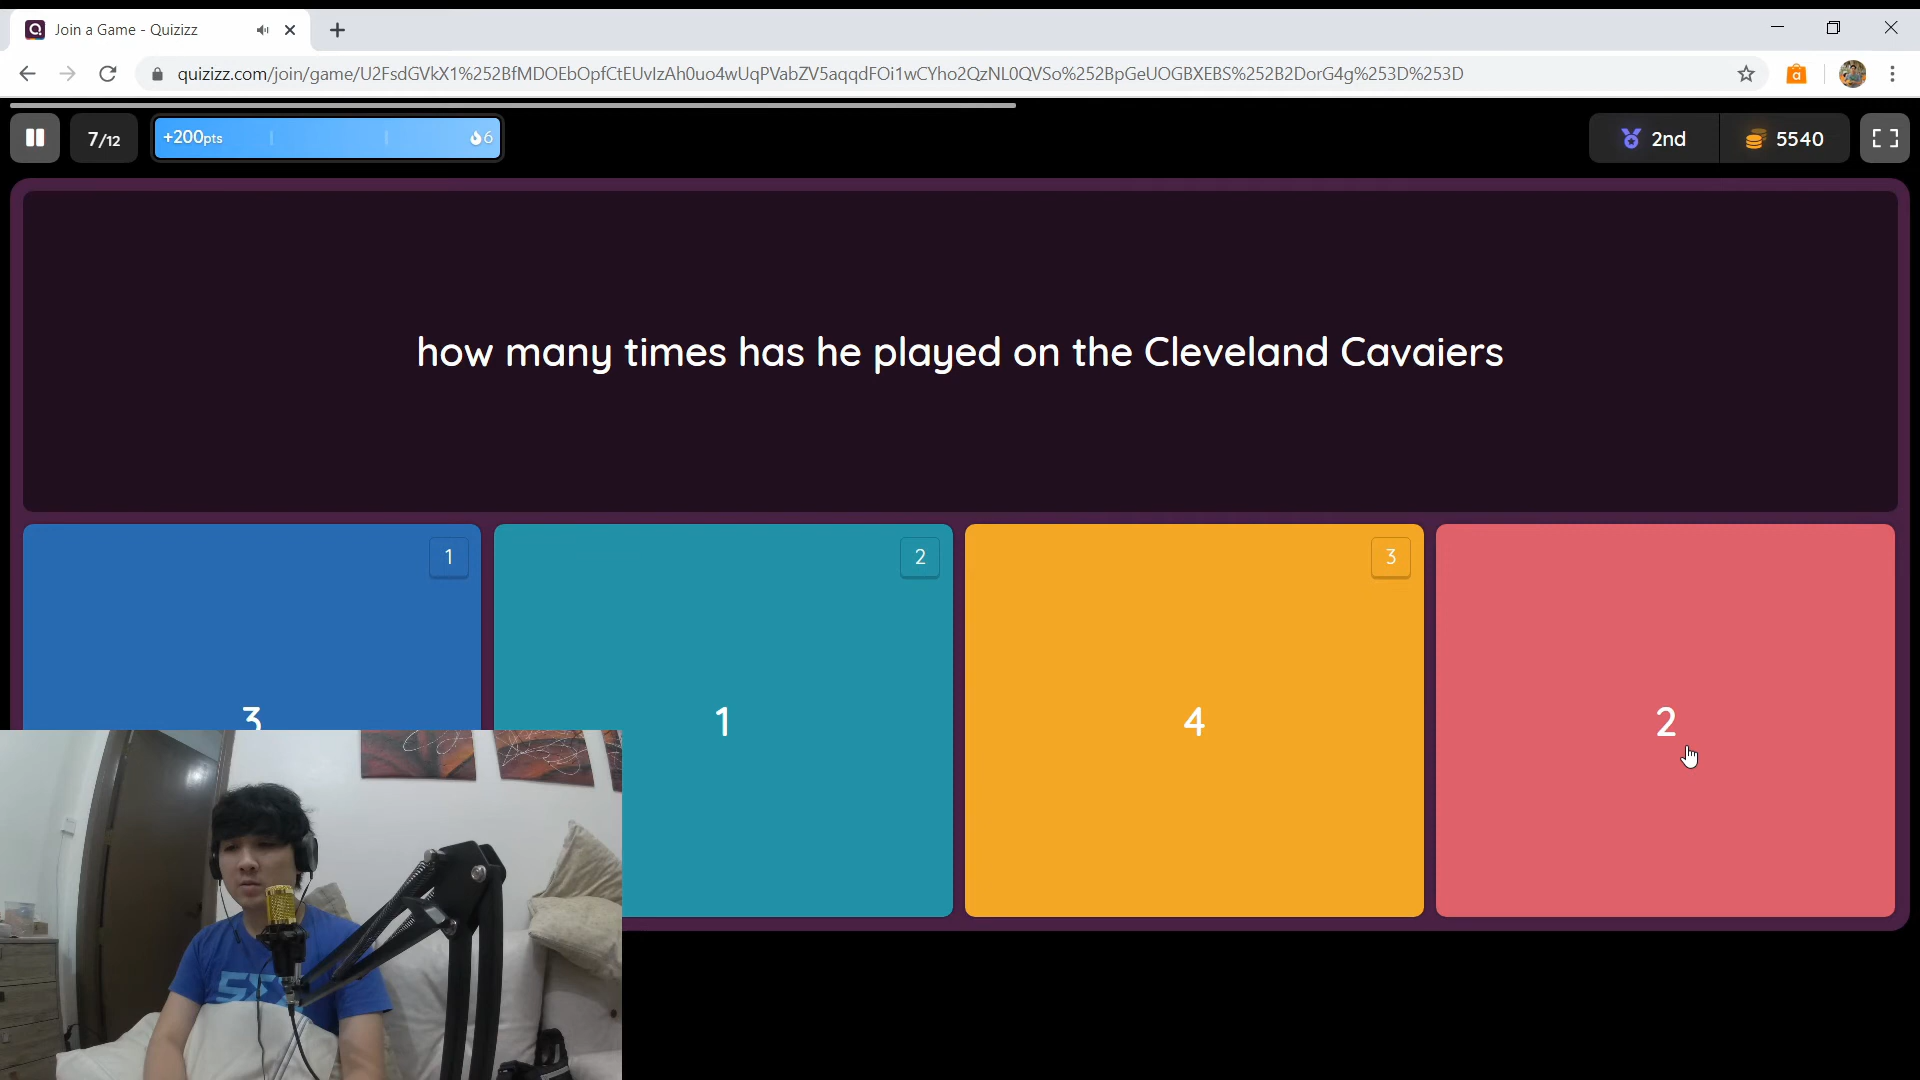 Join a Game - Quizizz
quizizz.com/join/game/U2FsdGVkX1%252BfMDOEbOpfCtEUvIzAh0uo4wUqPVabZV5aqqdFOi1wCYho2QzNL0QVSo%252BpGeUOGBXEBS%252B2DorG4g%253D%253D
7/12
+200pts
6
2nd
5540
how many times has he played on the Cleveland Cavaiers
1
2
3
3
1
4
2